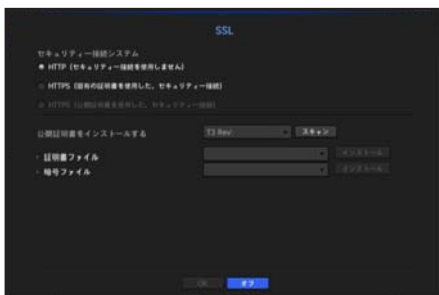 SSL
セキュリティー接続システム
HTTP (セキュリティー接続を使用しません)
HTTPS (固有の証明書を使用した、セキュリティー接続)
HTTPS (公開証明書を使用した、セキュリティー接続)
公開証明書をインストールする T3 Rev スキャン
証明書ファイル インストール
暗号ファイル インストール
OK オフ